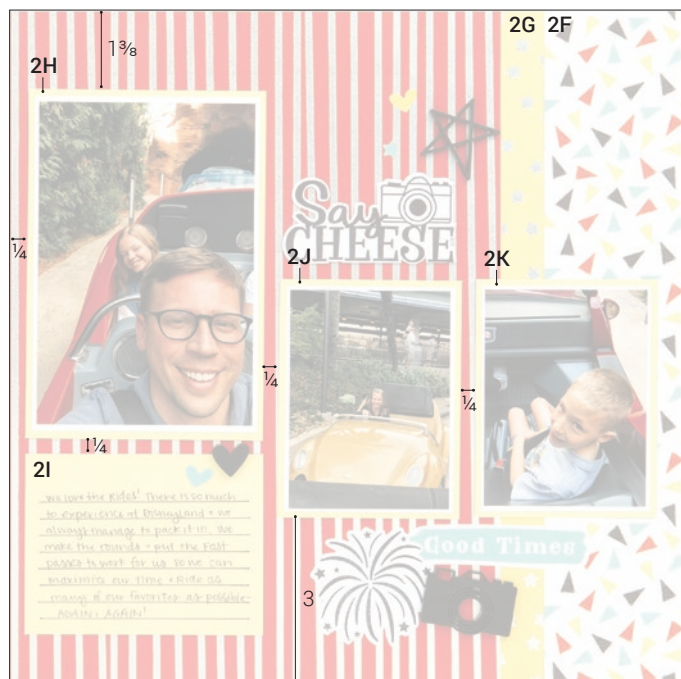 2G 2F
1⅜
2H
Say
CHEESE
¼
2J
2K
¼
¼
¼
2I
we love the Rides! There is so much
to experience at Disneyland + we
always manage to pack it in. We
make the rounds + put the Fast
passes to work for us so we can
maximize our time + Ride as
many of our favorites as possible
AGAIN + AGAIN!
Good Times
3